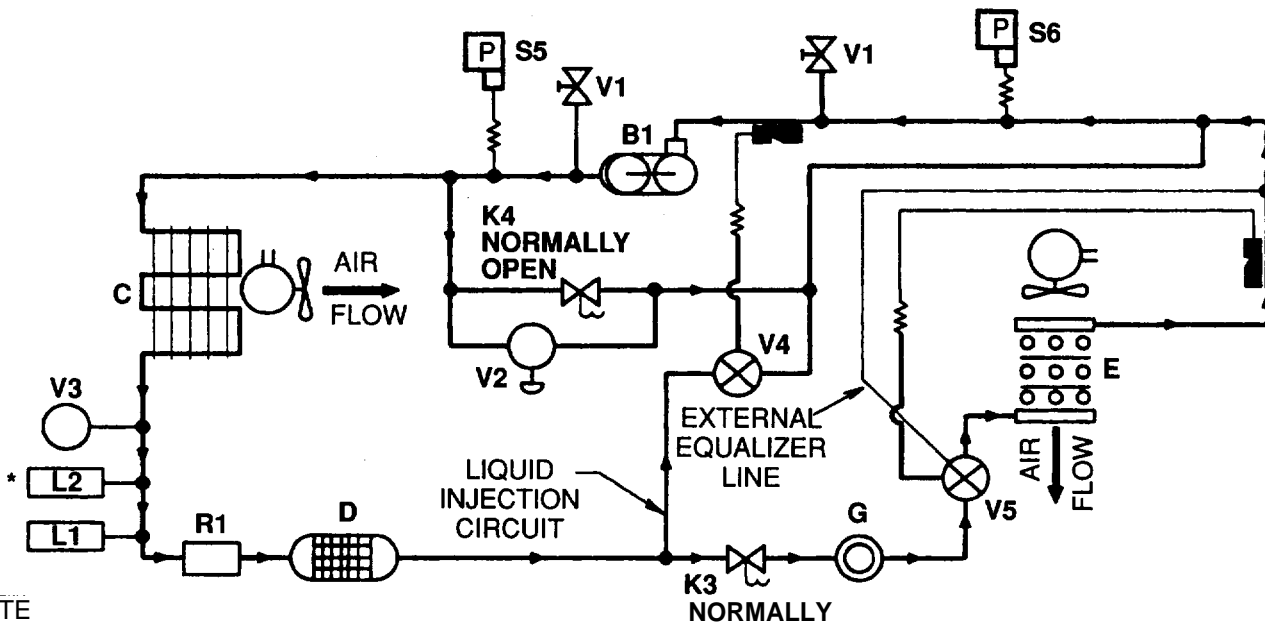 P S5
V1
V1
P S6
B1
K4
NORMALLY
OPEN
AIR
FLOW
C
V2
V4
E
EXTERNAL
EQUALIZER
LINE
AIR
FLOW
V3
* L2
L1
R1
D
LIQUID
INJECTION
CIRCUIT
G
V5
K3
NORMALLY
TE